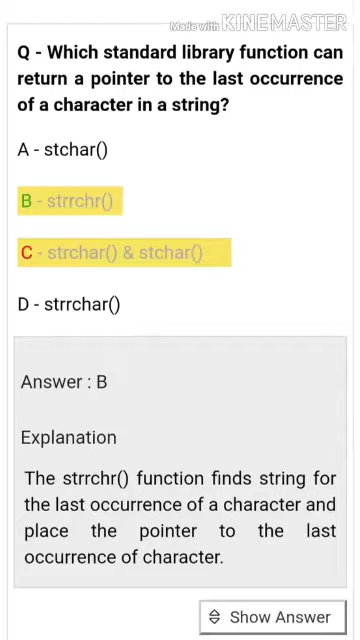 Made with KINEMASTER
Q - Which standard library function can
return a pointer to the last occurrence
of a character in a string?
A - stchar()
B - strrchr()
C - strchar() & stchar()
D - strrchar()
Answer : B
Explanation
The strrchr() function finds string for
the last occurrence of a character and
place the pointer to the last
occurrence of character.
Show Answer